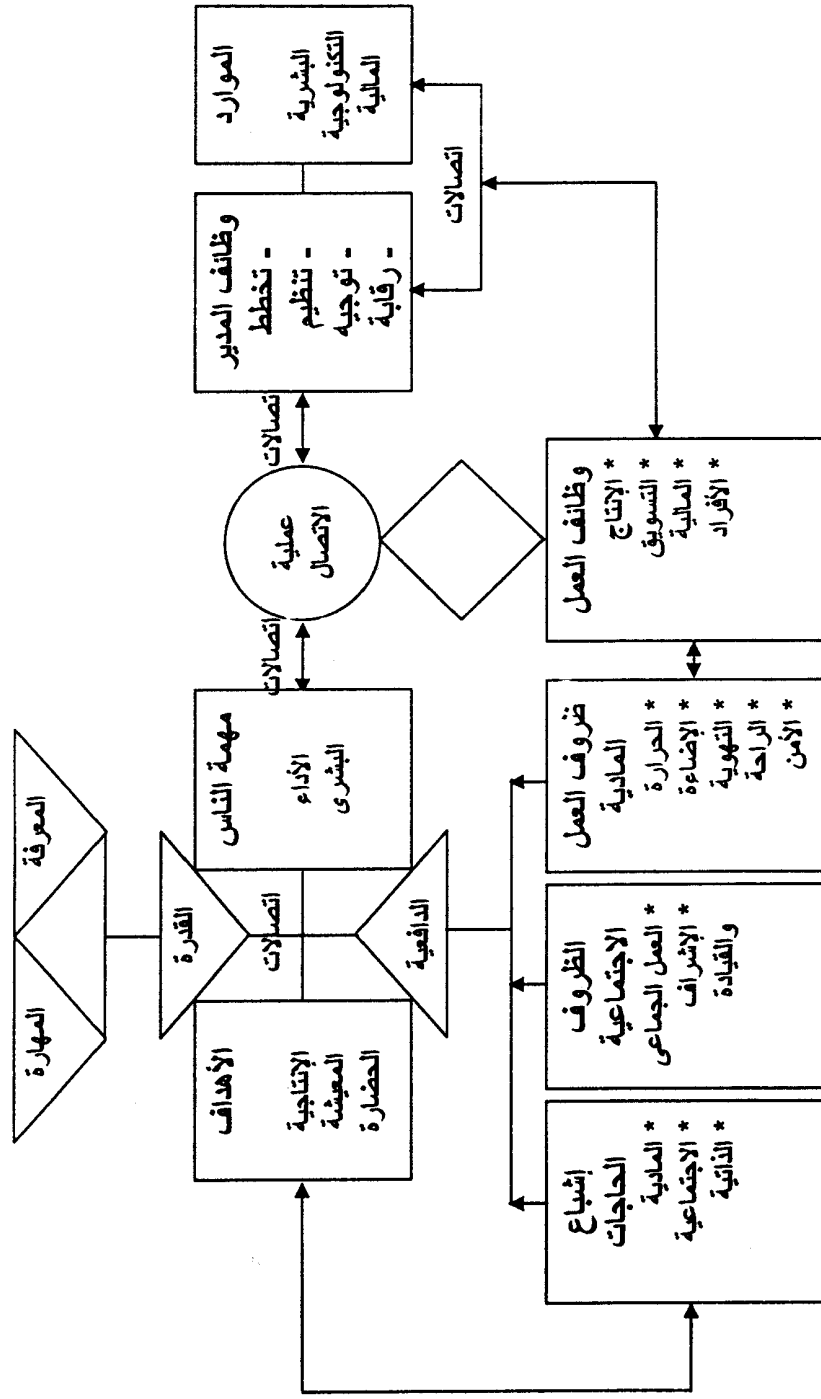 الموارد
البشرية
التكنولوجية
المالية
وظائف المدير
- تخطط
- تنظيم
- توجيه
- رقابة
اتصالات
تصالات
عملية
الاتصال
اتصالات
مهمة الناس
الأداء
البشرى
المعرفة
المهارة
القدرة
اتصالات
الدافعية
الأهداف
الإنتاجية
المعيشة
الحضارة
وظائف العمل
* الإنتاج
* التسويق
* المالية
* الأفراد
ظروف العمل
المادية
* الحرارة
* الإضاءة
* التهوية
* الراحة
* الأمن
الظروف
الاجتماعية
* العمل الجماعى
* الإشراف
والقيادة
إشباع
الحاجات
* المادية
* الاجتماعية
* الذاتية